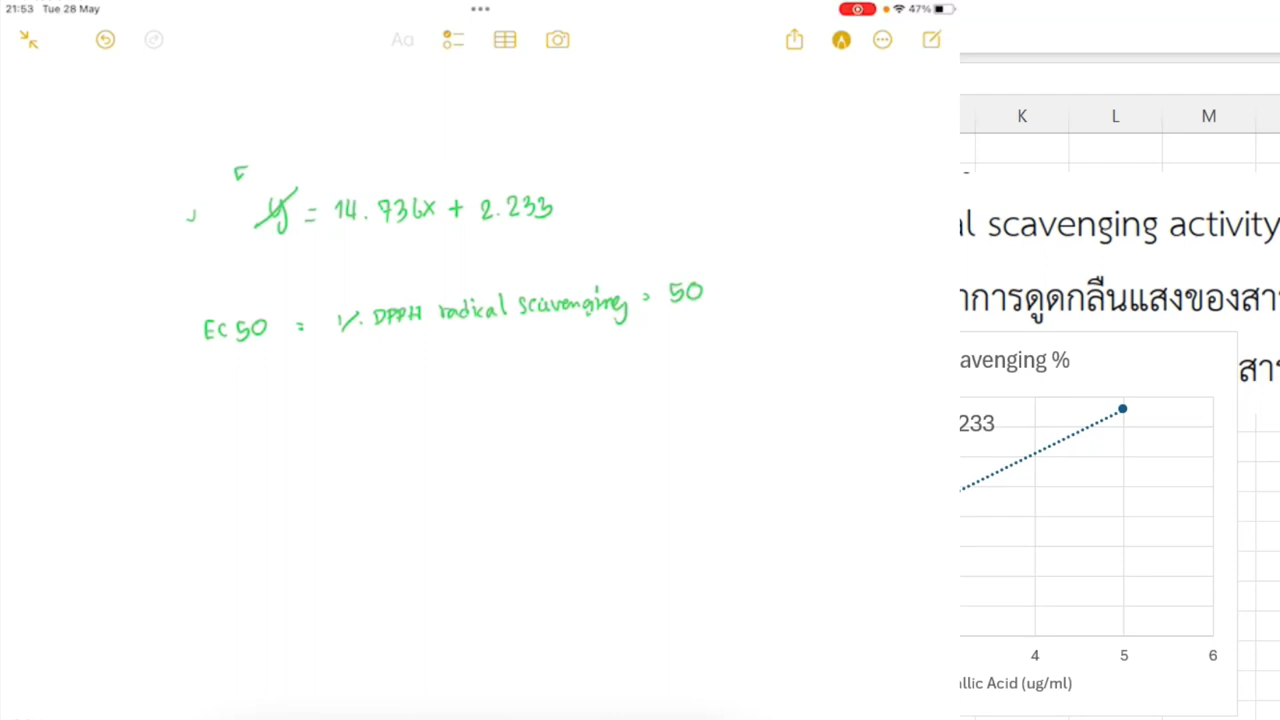 21:53 Tue 28 May
47%
Aa
K L M
y = 14.736x + 2.233
al scavenging activity
EC50 = % DPPH radical scavenging = 50
การดูดกลืนแสงของสา
avenging %
สา
233
4 5 6
llic Acid (ug/ml)